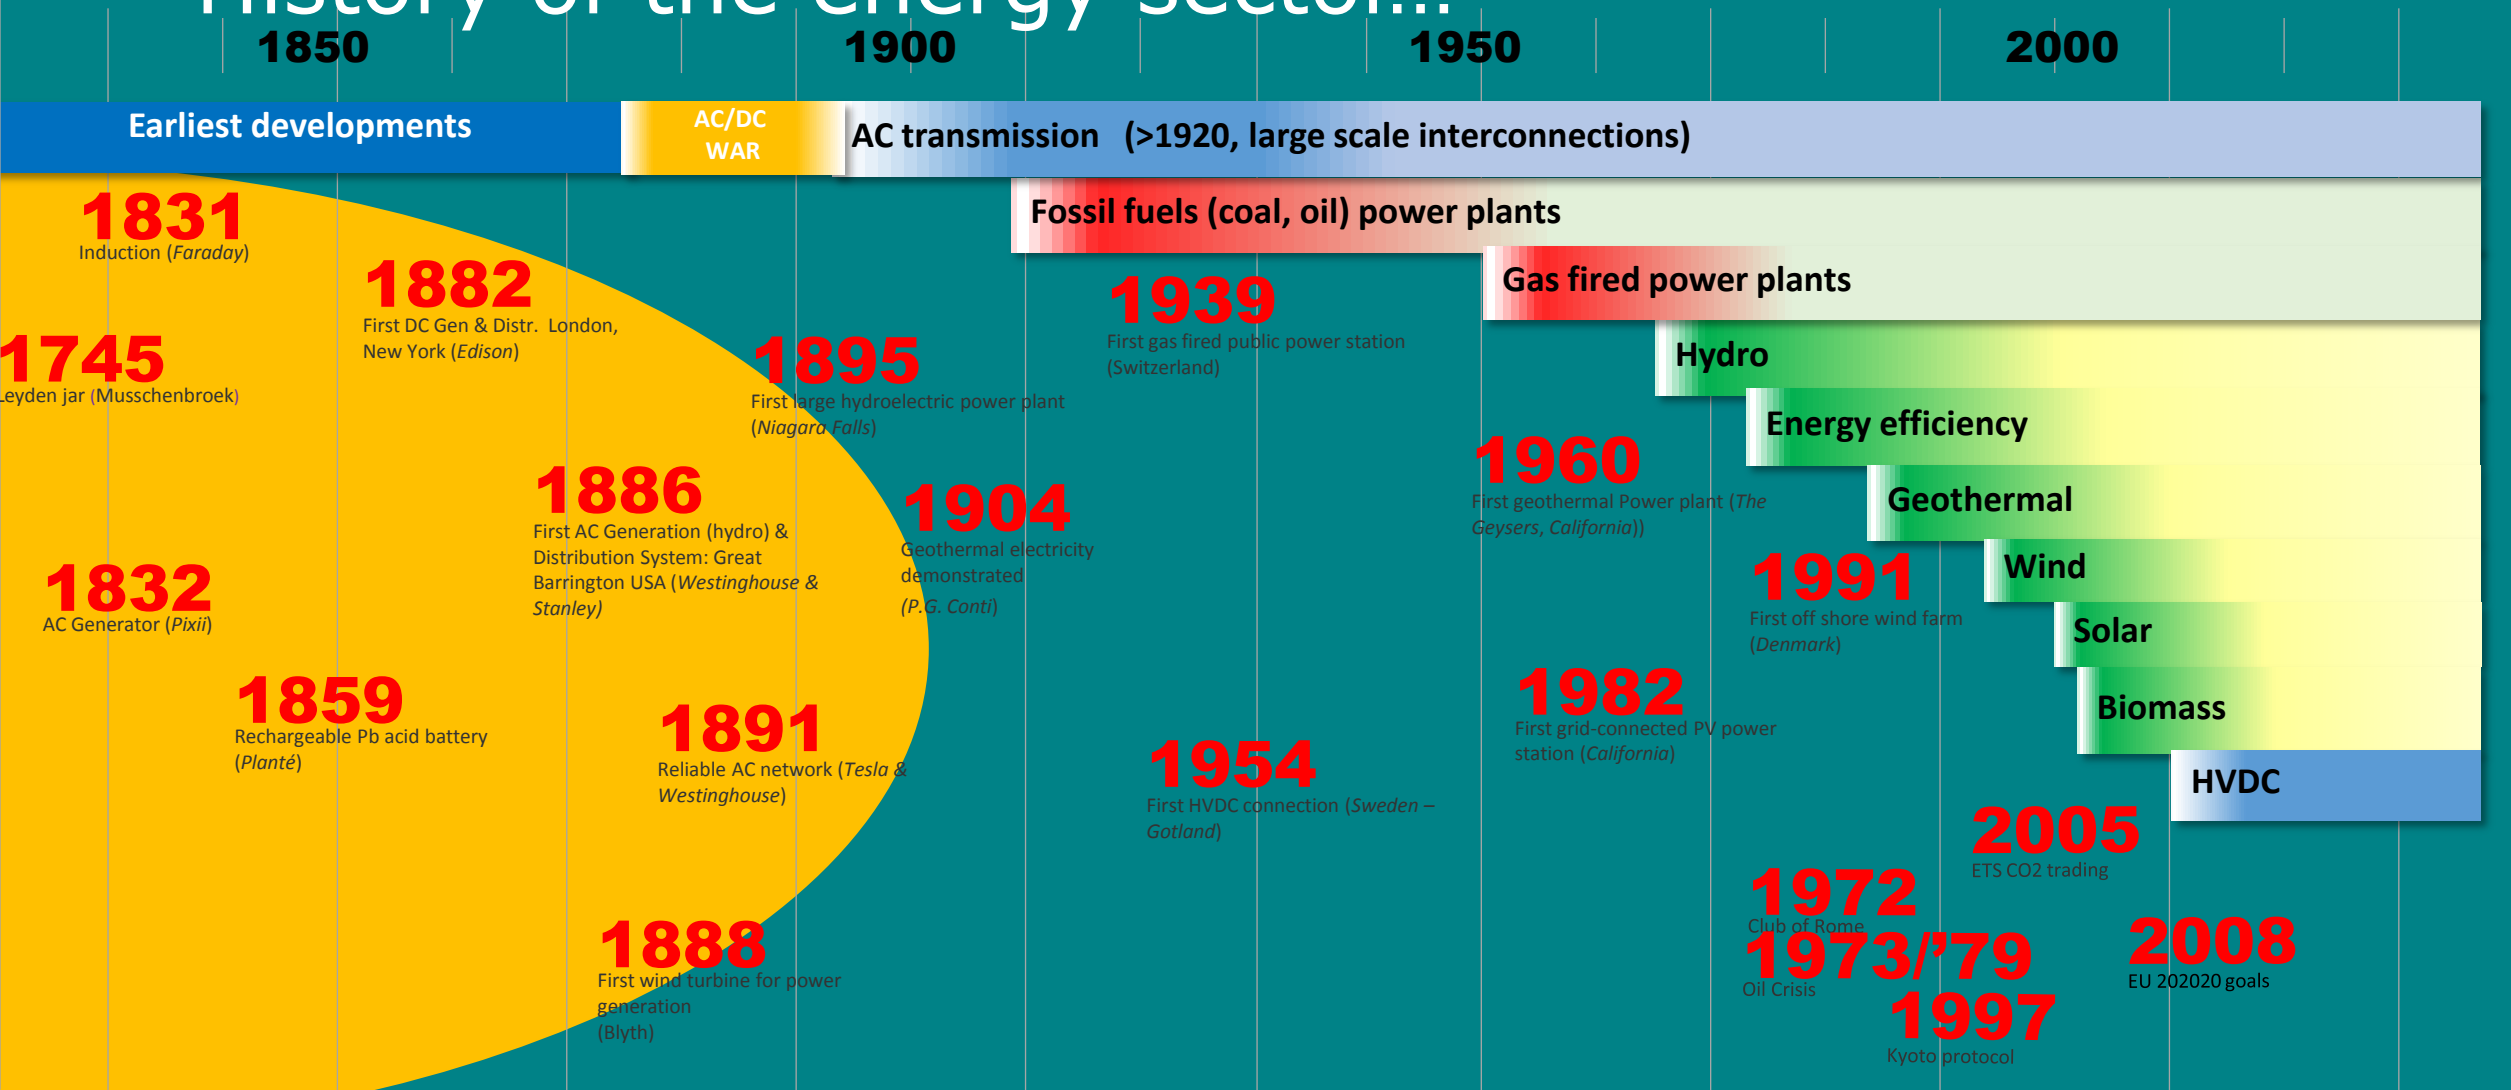 History of the energy sector...
1850 1900 1950 2000
Earliest developments
AC/DC
WAR
AC transmission (>1920, large scale interconnections)
Fossil fuels (coal, oil) power plants
Gas fired power plants
Hydro
Energy efficiency
Geothermal
Wind
Solar
Biomass
HVDC
1831
Induction (Faraday)
1882
First DC Gen & Distr. London,
New York (Edison)
1745
Leyden jar (Musschenbroek)
1895
First large hydroelectric power plant
(Niagara Falls)
1939
First gas fired public power station
(Switzerland)
1886
First AC Generation (hydro) &
Distribution System: Great
Barrington USA (Westinghouse &
Stanley)
1904
Geothermal electricity
demonstrated
(P.G. Conti)
1960
First geothermal Power plant (The
Geysers, California))
1832
AC Generator (Pixii)
1991
First off shore wind farm
(Denmark)
1859
Rechargeable Pb acid battery
(Planté)
1891
Reliable AC network (Tesla &
Westinghouse)
1954
First HVDC connection (Sweden –
Gotland)
1982
First grid-connected PV power
station (California)
2005
ETS CO2 trading
1888
First wind turbine for power
generation
(Blyth)
1972
Club of Rome
1973/’79
Oil Crisis
1997
Kyoto protocol
2008
EU 202020 goals